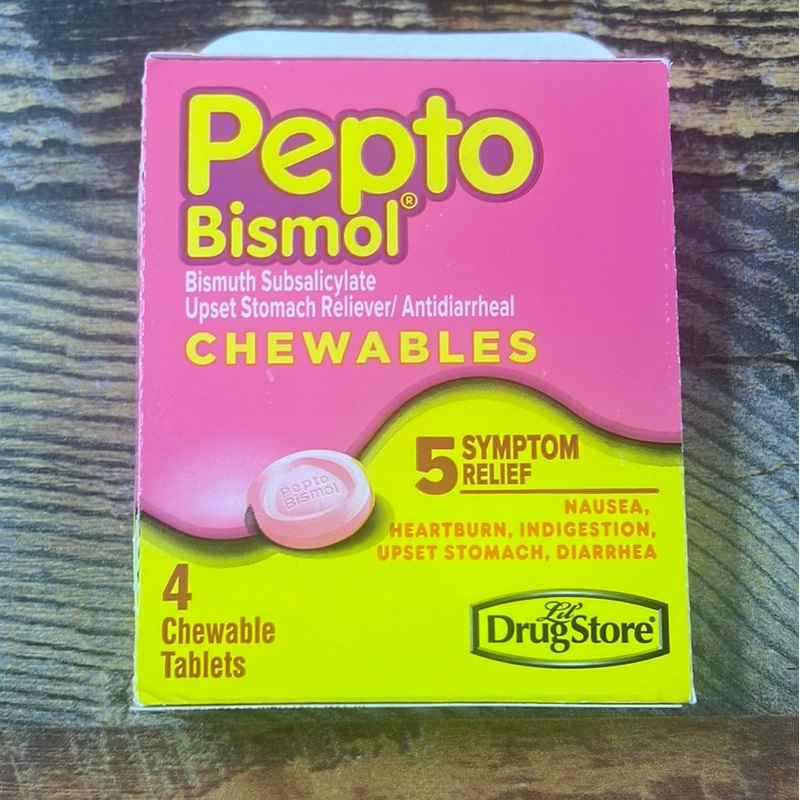 Pepto
Bismol®
Bismuth Subsalicylate
Upset Stomach Reliever/ Antidiarrheal
CHEWABLES
5 SYMPTOM
RELIEF
NAUSEA,
HEARTBURN, INDIGESTION,
UPSET STOMACH, DIARRHEA
Pepto
Bismol
4
Chewable
Tablets
Lil'
DrugStore®